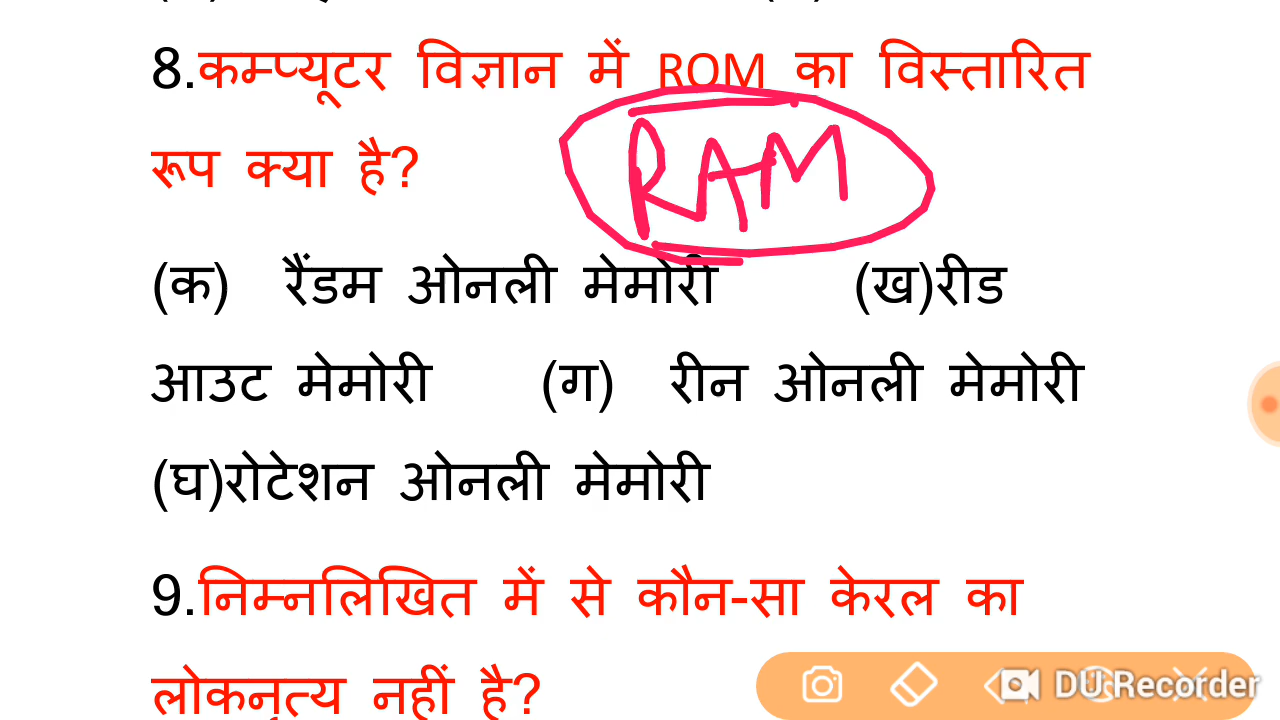 8.कम्प्यूटर विज्ञान में ROM का विस्तारित
रूप क्या है?
RAM
(क) रैंडम ओनली मेमोरी (ख)रीड
आउट मेमोरी (ग) रीन ओनली मेमोरी
(घ)रोटेशन ओनली मेमोरी
9.निम्नलिखित में से कौन-सा केरल का
लोकनृत्य नहीं है?
DU Recorder